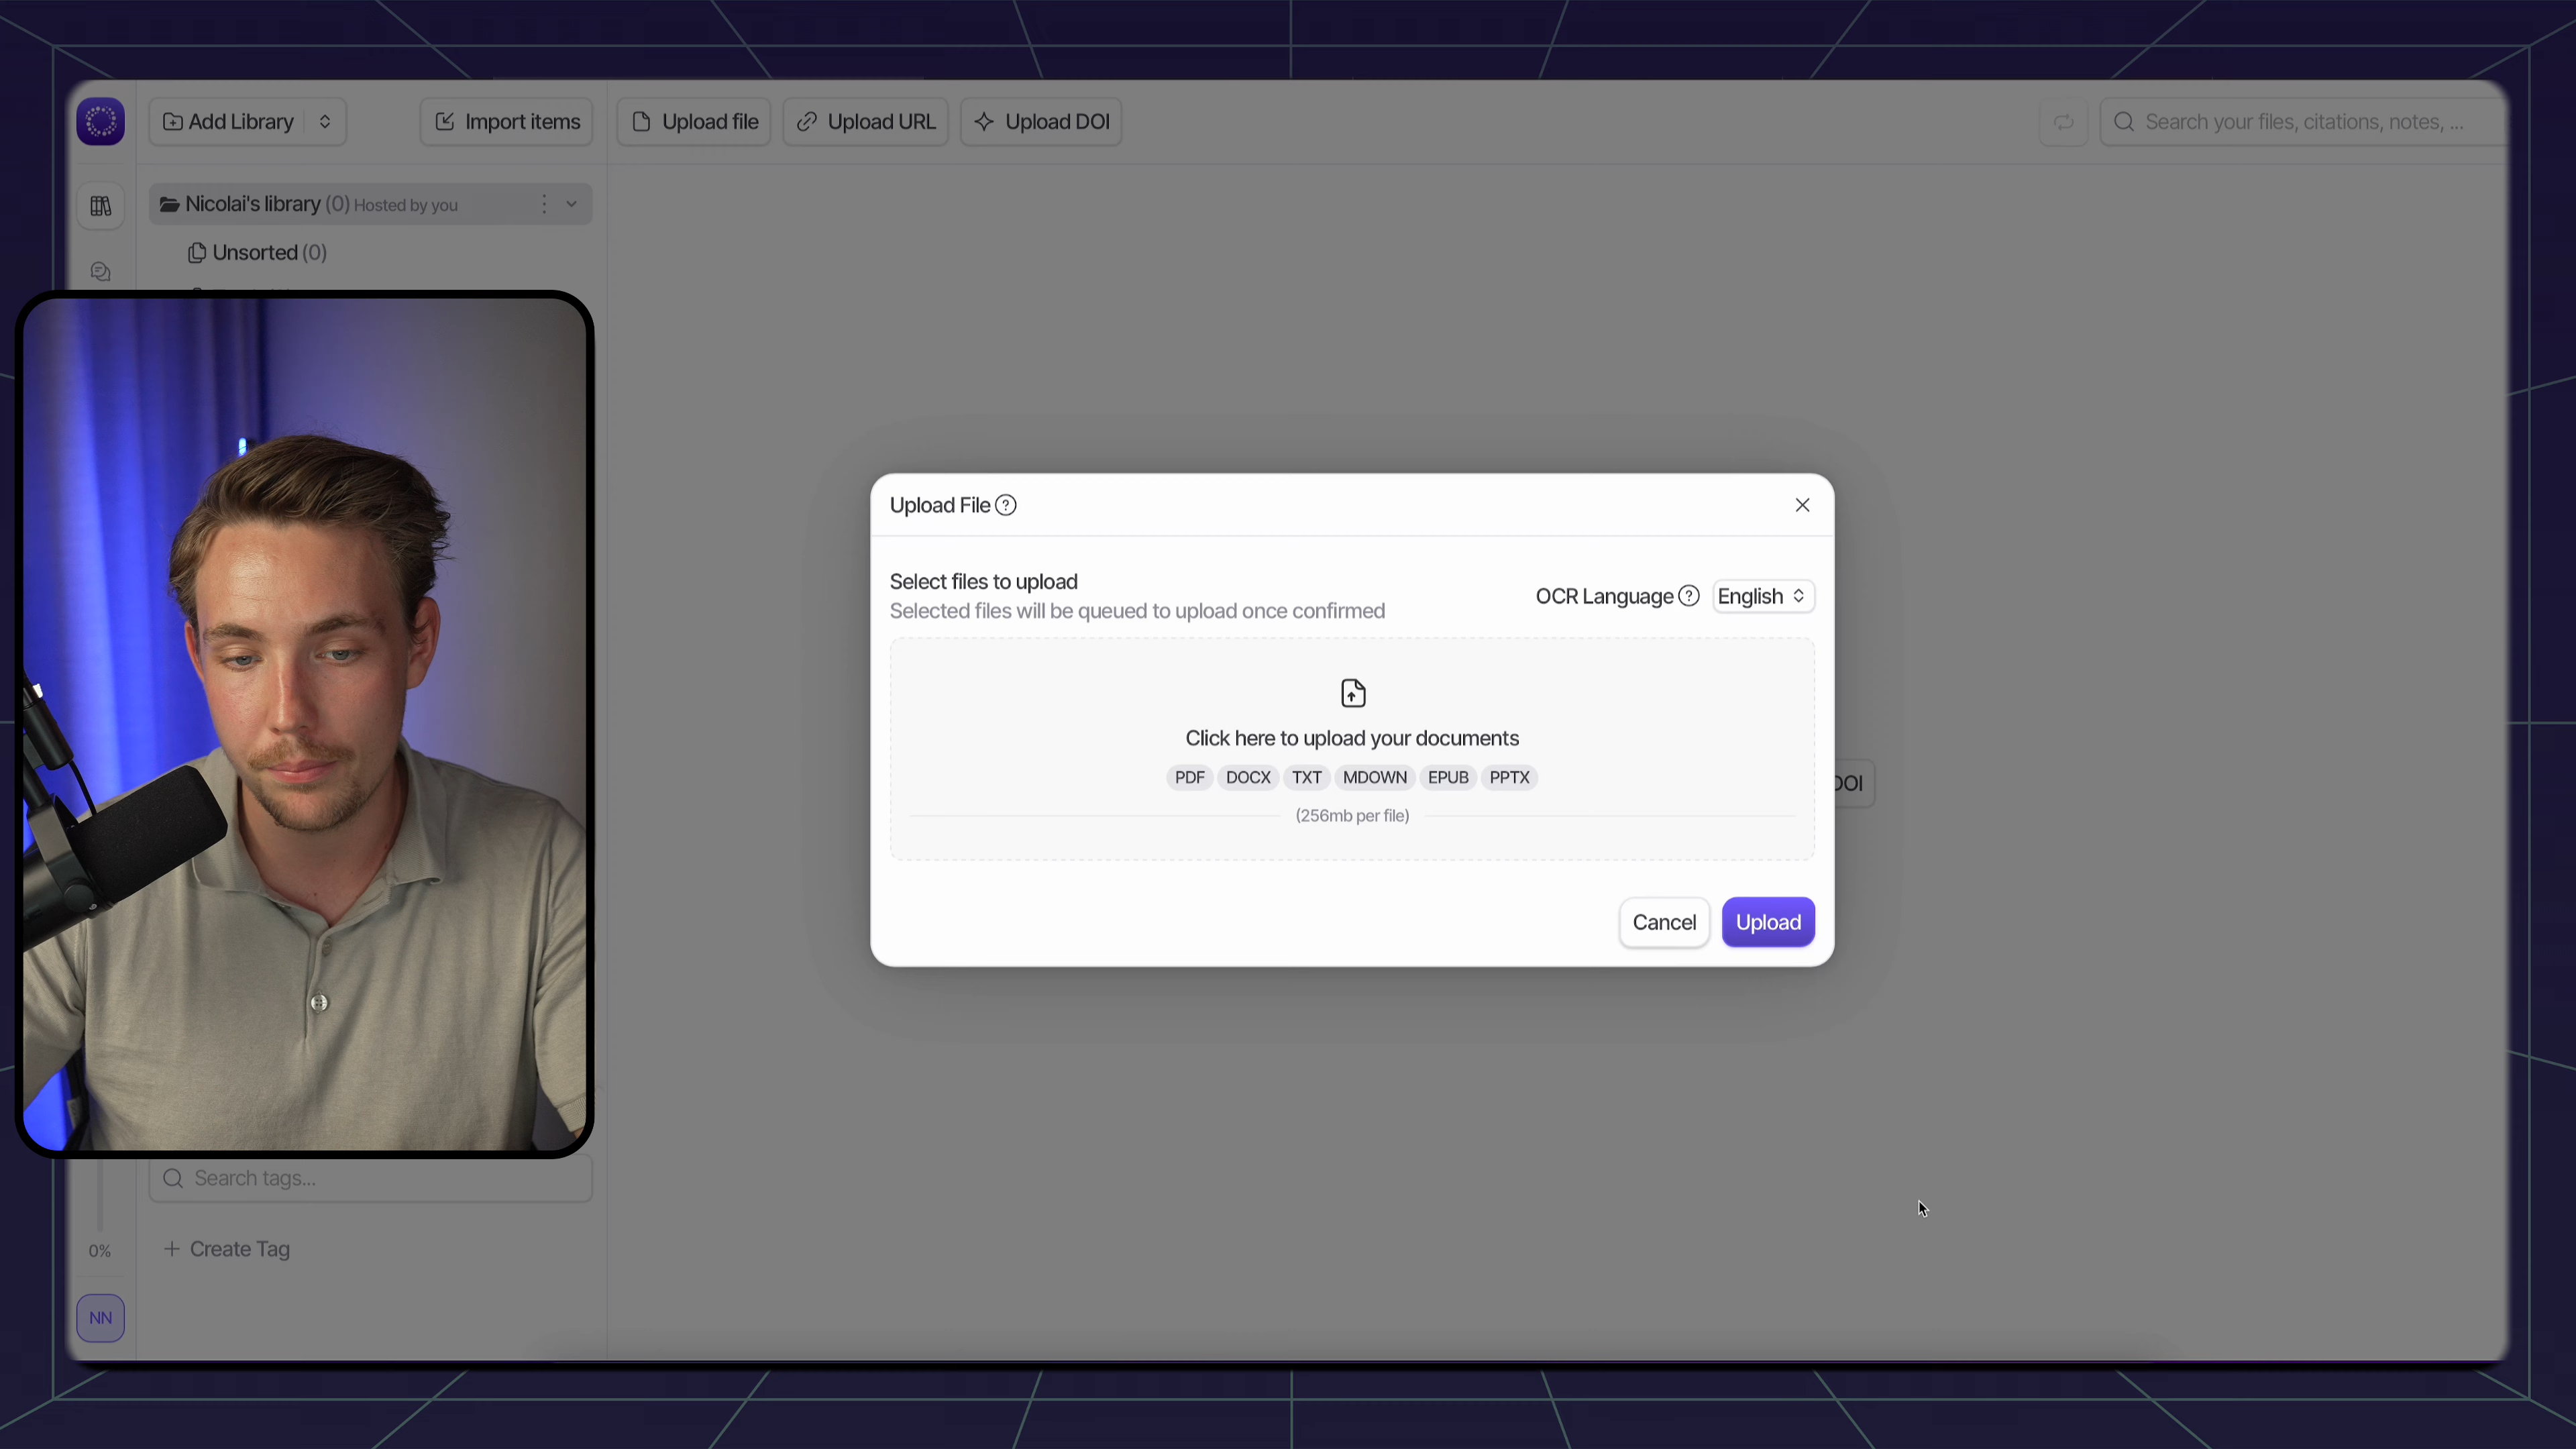 Add Library
Import items
Upload file
Upload URL
Upload DOI
Search your files, citations, notes, ...
Nicolai's library (0) Hosted by you
Unsorted (0)
Upload File
Select files to upload
Selected files will be queued to upload once confirmed
OCR Language
English
Click here to upload your documents
PDF DOCX TXT MDOWN EPUB PPTX
(256mb per file)
DOI
Cancel
Upload
Search tags...
0%
+ Create Tag
NN